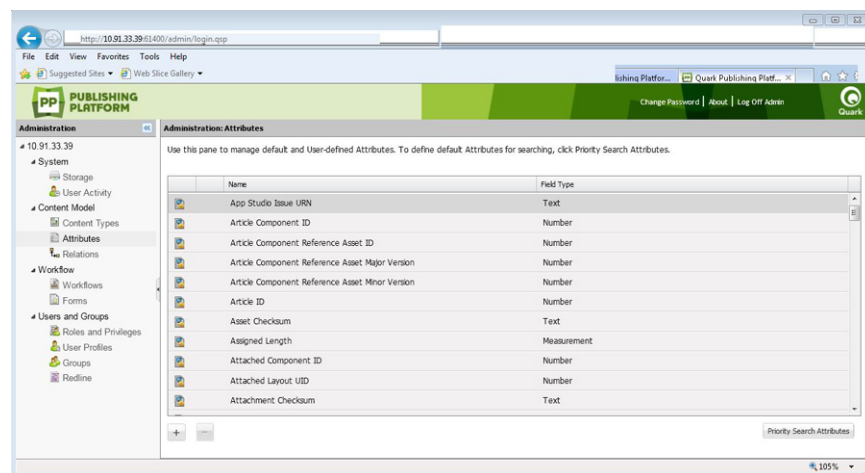 http://10.91.33.39:61400/admin/login.qsp
File Edit View Favorites Tools Help
Suggested Sites Web Slice Gallery
lishing Platfor... Quark Publishing Platf...
PP PUBLISHING PLATFORM
Change Password | About | Log Off Admin
Quark
Administration
Administration: Attributes
10.91.33.39
System
Storage
User Activity
Content Model
Content Types
Attributes
Relations
Workflow
Workflows
Forms
Users and Groups
Roles and Privileges
User Profiles
Groups
Redline
Use this pane to manage default and User-defined Attributes. To define default Attributes for searching, click Priority Search Attributes.
Name Field Type
App Studio Issue URN Text
Article Component ID Number
Article Component Reference Asset ID Number
Article Component Reference Asset Major Version Number
Article Component Reference Asset Minor Version Number
Article ID Number
Asset Checksum Text
Assigned Length Measurement
Attached Component ID Number
Attached Layout UID Number
Attachment Checksum Text
Priority Search Attributes
105%